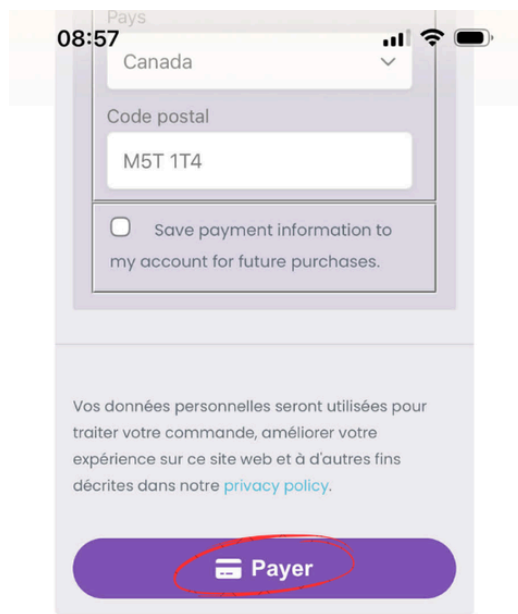 Pays
08:57
Canada
Code postal
M5T 1T4
Save payment information to
my account for future purchases.
Vos données personnelles seront utilisées pour
traiter votre commande, améliorer votre
expérience sur ce site web et à d'autres fins
décrites dans notre privacy policy.
Payer